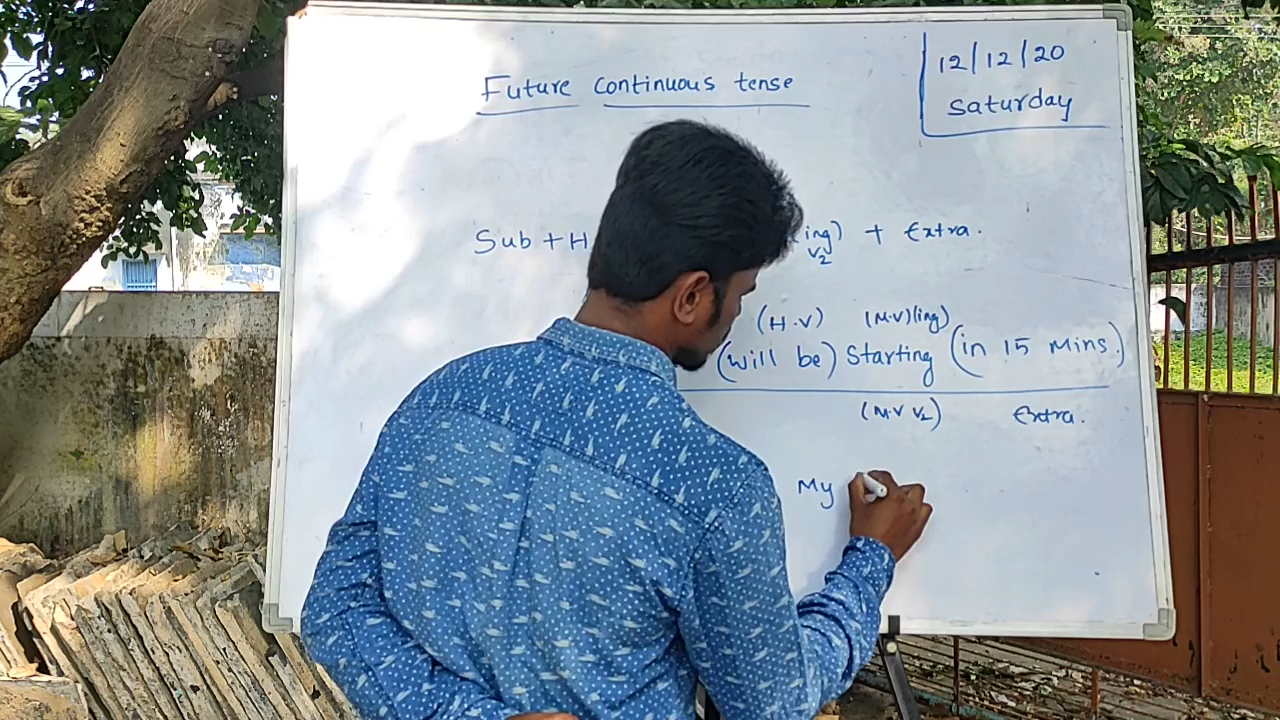 12/12/20
Future continuous tense
Saturday
Sub + H (ing) + Extra.
V2
(H.V) (M.V)(ing)
(will be) Starting (in 15 Mins.)
(M.V V1) Extra.
My